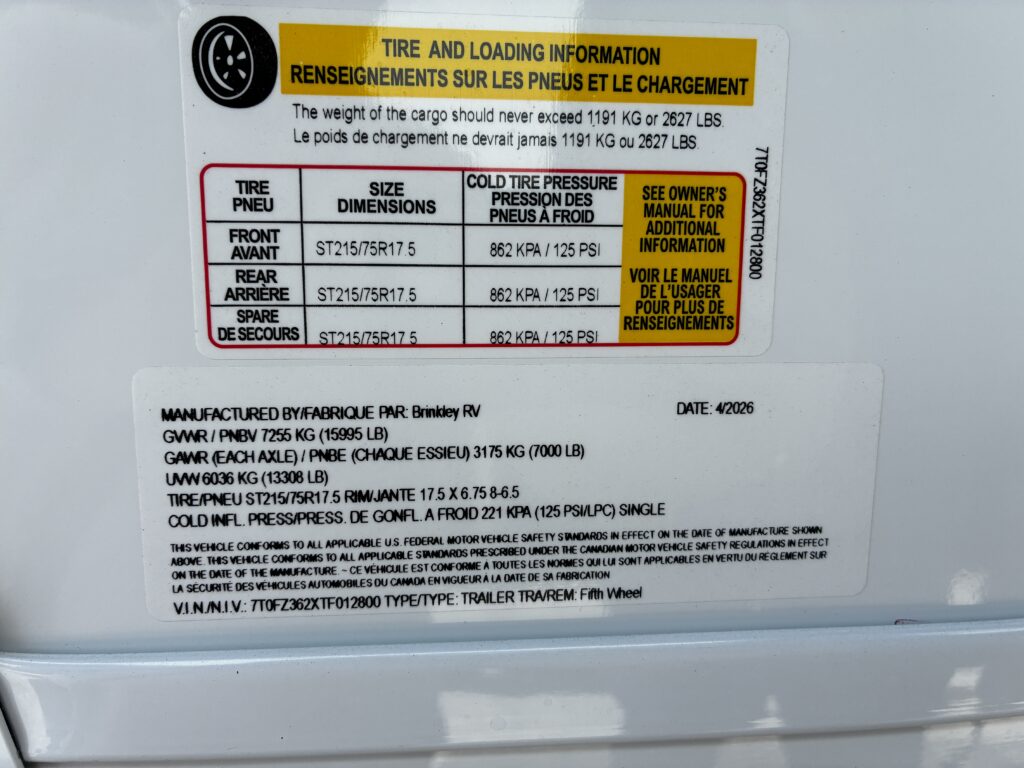 TIRE AND LOADING INFORMATION
RENSEIGNEMENTS SUR LES PNEUS ET LE CHARGEMENT
The weight of the cargo should never exceed 1191 KG or 2627 LBS.
Le poids de chargement ne devrait jamais 1191 KG ou 2627 LBS.
TIRE
PNEU
SIZE
DIMENSIONS
COLD TIRE PRESSURE
PRESSION DES
PNEUS À FROID
FRONT
AVANT
ST215/75R17.5
862 KPA / 125 PSI
REAR
ARRIÈRE
ST215/75R17.5
862 KPA / 125 PSI
SPARE
DE SECOURS
ST215/75R17.5
862 KPA / 125 PSI
SEE OWNER'S
MANUAL FOR
ADDITIONAL
INFORMATION
VOIR LE MANUEL
DE L'USAGER
POUR PLUS DE
RENSEIGNEMENTS
7T0FZ362XTF012800
MANUFACTURED BY/FABRIQUE PAR: Brinkley RV DATE: 4/2026
GVWR / PNBV 7255 KG (15995 LB)
GAWR (EACH AXLE) / PNBE (CHAQUE ESSIEU) 3175 KG (7000 LB)
UVW 6036 KG (13308 LB)
TIRE/PNEU ST215/75R17.5 RIM/JANTE 17.5 X 6.75 8-6.5
COLD INFL. PRESS/PRESS. DE GONFL. A FROID 221 KPA (125 PSI/LPC) SINGLE
THIS VEHICLE CONFORMS TO ALL APPLICABLE U.S. FEDERAL MOTOR VEHICLE SAFETY STANDARDS IN EFFECT ON THE DATE OF MANUFACTURE SHOWN
ABOVE. THIS VEHICLE CONFORMS TO ALL APPLICABLE STANDARDS PRESCRIBED UNDER THE CANADIAN MOTOR VEHICLE SAFETY REGULATIONS IN EFFECT
ON THE DATE OF THE MANUFACTURE. ~ CE VÉHICULE EST CONFORME À TOUTES LES NORMES QUI LUI SONT APPLICABLES EN VERTU DU RÈGLEMENT SUR
LA SÉCURITÉ DES VÉHICULES AUTOMOBILES DU CANADA EN VIGUEUR À LA DATE DE SA FABRICATION
V.I.N./N.I.V.: 7T0FZ362XTF012800 TYPE/TYPE: TRAILER TRA/REM: Fifth Wheel